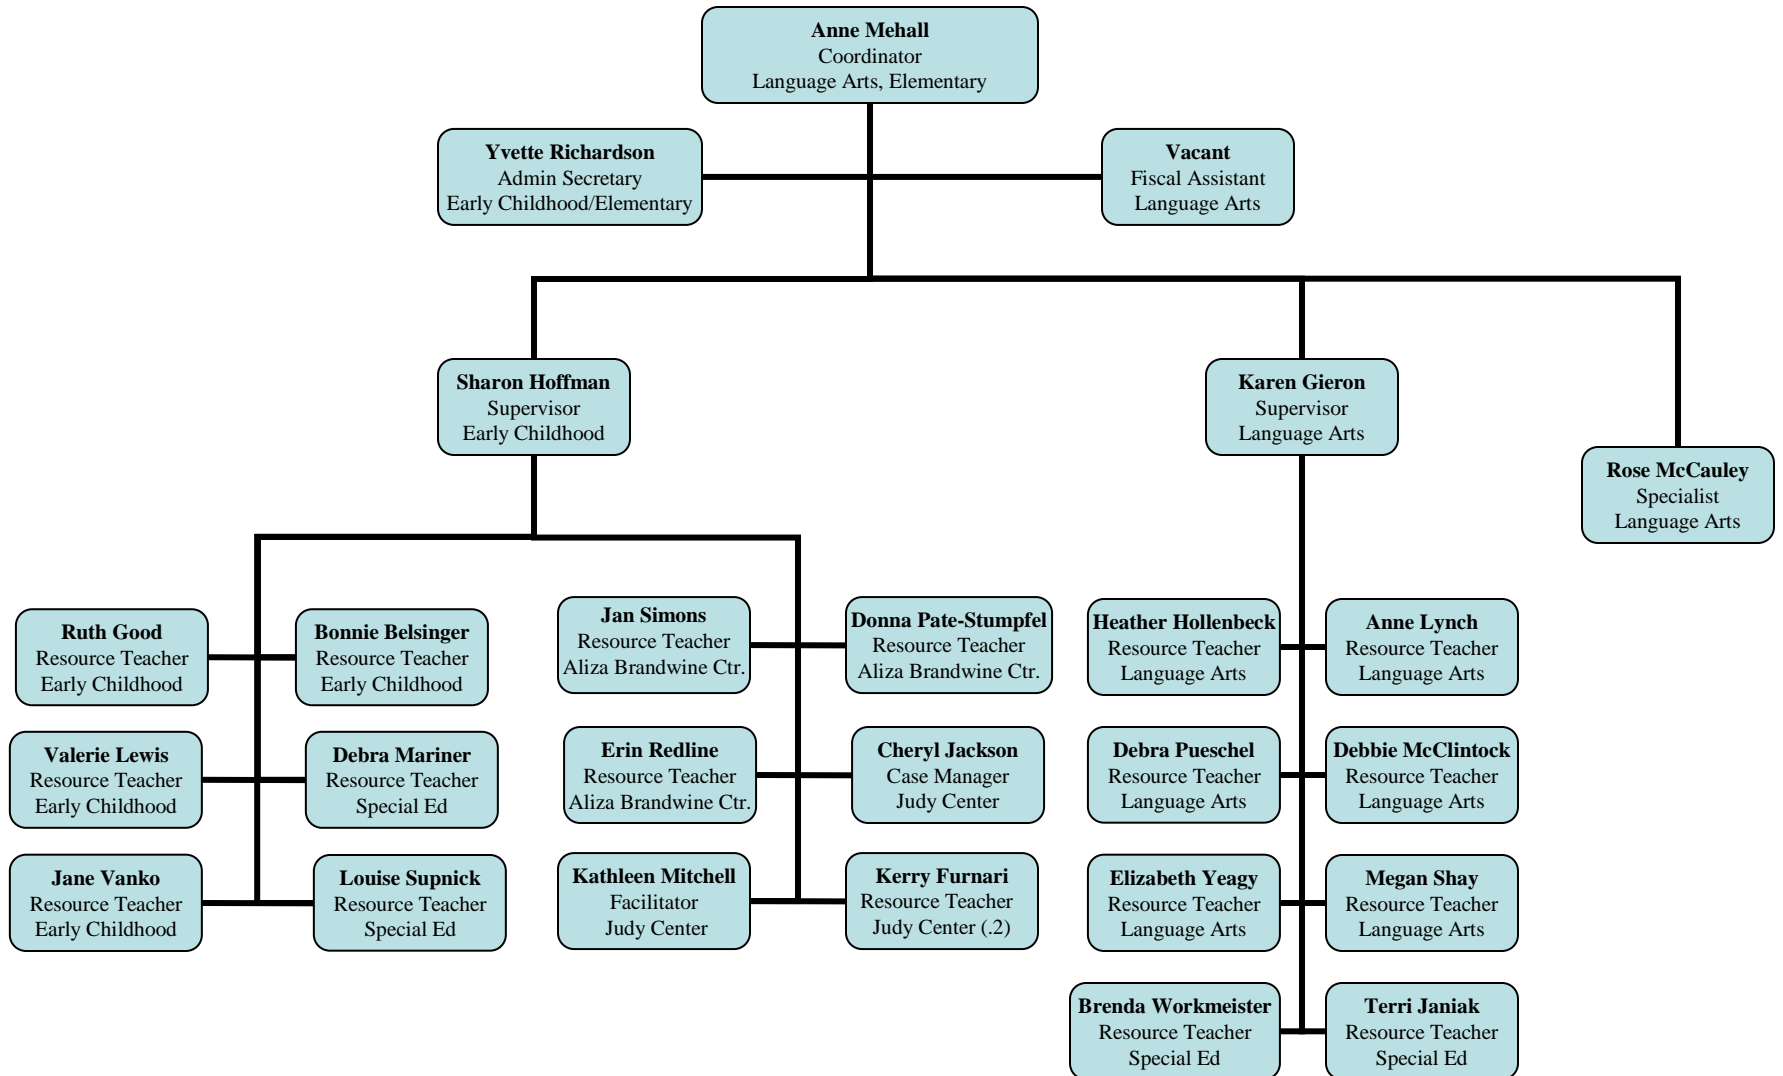 Anne Mehall
Coordinator
Language Arts, Elementary
Yvette Richardson
Admin Secretary
Early Childhood/Elementary
Vacant
Fiscal Assistant
Language Arts
Sharon Hoffman
Supervisor
Early Childhood
Karen Gieron
Supervisor
Language Arts
Rose McCauley
Specialist
Language Arts
Ruth Good
Resource Teacher
Early Childhood
Bonnie Belsinger
Resource Teacher
Early Childhood
Jan Simons
Resource Teacher
Aliza Brandwine Ctr.
Donna Pate-Stumpfel
Resource Teacher
Aliza Brandwine Ctr.
Heather Hollenbeck
Resource Teacher
Language Arts
Anne Lynch
Resource Teacher
Language Arts
Valerie Lewis
Resource Teacher
Early Childhood
Debra Mariner
Resource Teacher
Special Ed
Erin Redline
Resource Teacher
Aliza Brandwine Ctr.
Cheryl Jackson
Case Manager
Judy Center
Debra Pueschel
Resource Teacher
Language Arts
Debbie McClintock
Resource Teacher
Language Arts
Jane Vanko
Resource Teacher
Early Childhood
Louise Supnick
Resource Teacher
Special Ed
Kathleen Mitchell
Facilitator
Judy Center
Kerry Furnari
Resource Teacher
Judy Center (.2)
Elizabeth Yeagy
Resource Teacher
Language Arts
Megan Shay
Resource Teacher
Language Arts
Brenda Workmeister
Resource Teacher
Special Ed
Terri Janiak
Resource Teacher
Special Ed